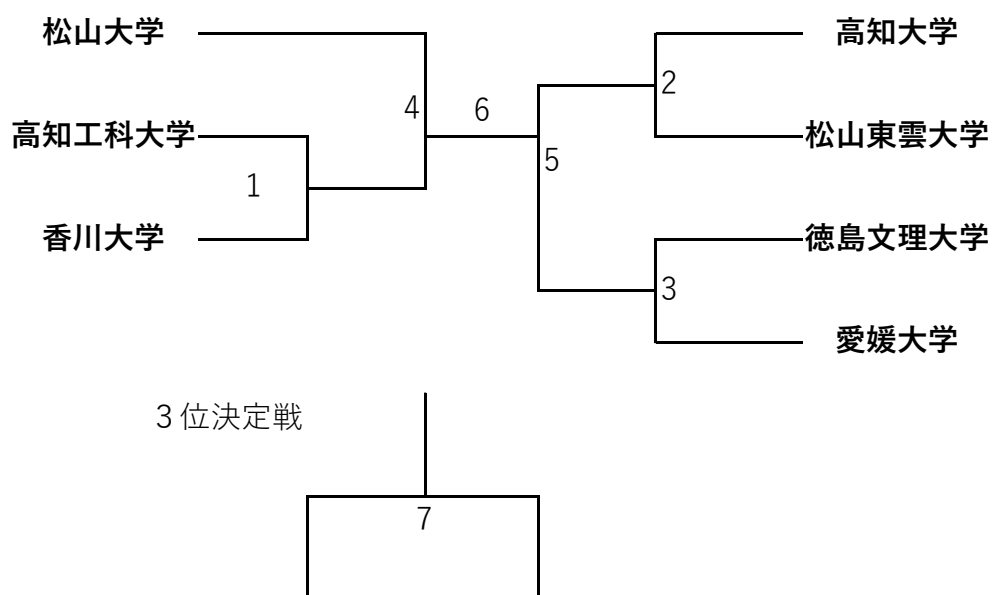 松山大学
高知工科大学
香川大学
1
4
6
5
2
3
高知大学
松山東雲大学
徳島文理大学
愛媛大学
３位決定戦
7